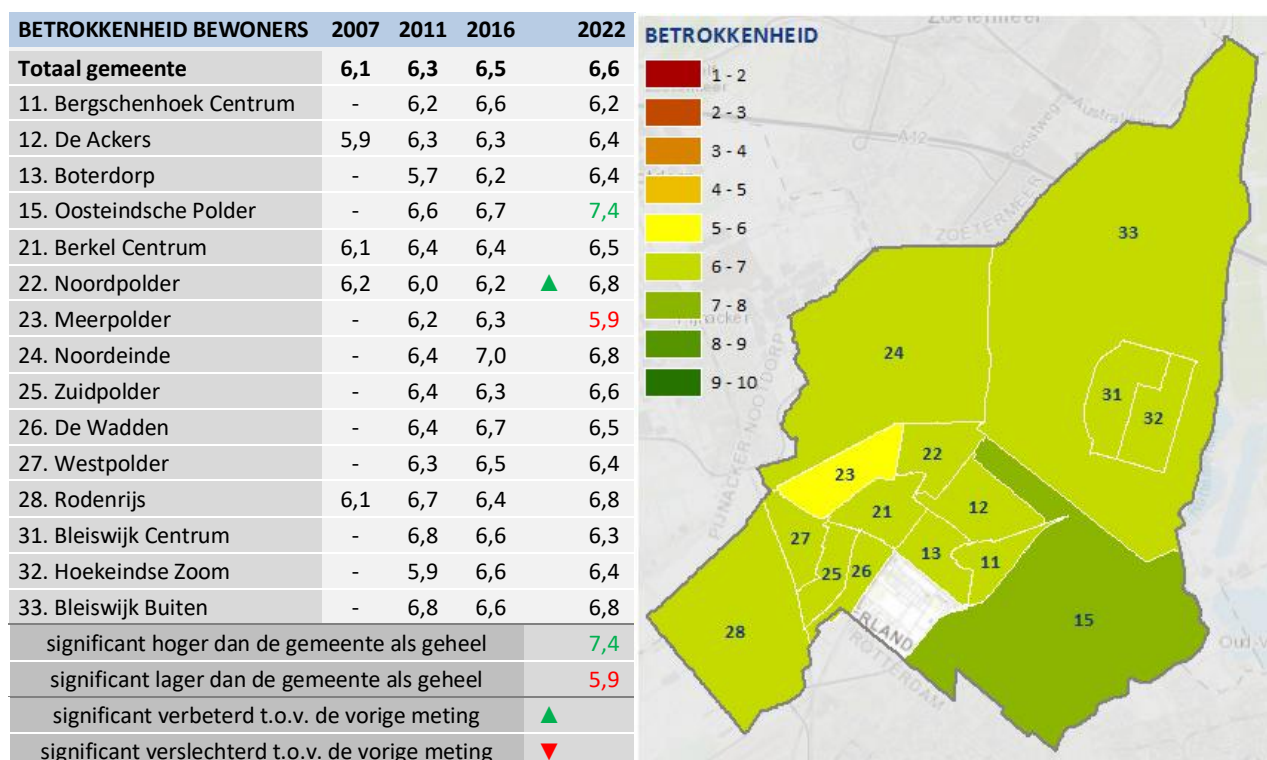 BETROKKENHEID BEWONERS 2007 2011 2016 2022
Totaal gemeente 6,1 6,3 6,5 6,6
11. Bergschenhoek Centrum - 6,2 6,6 6,2
12. De Ackers 5,9 6,3 6,3 6,4
13. Boterdorp - 5,7 6,2 6,4
15. Oosteindsche Polder - 6,6 6,7 7,4
21. Berkel Centrum 6,1 6,4 6,4 6,5
22. Noordpolder 6,2 6,0 6,2 ▲ 6,8
23. Meerpolder - 6,2 6,3 5,9
24. Noordeinde - 6,4 7,0 6,8
25. Zuidpolder - 6,4 6,3 6,6
26. De Wadden - 6,4 6,7 6,5
27. Westpolder - 6,3 6,5 6,4
28. Rodenrijs 6,1 6,7 6,4 6,8
31. Bleiswijk Centrum - 6,8 6,6 6,3
32. Hoekeindse Zoom - 5,9 6,6 6,4
33. Bleiswijk Buiten - 6,8 6,6 6,8
significant hoger dan de gemeente als geheel 7,4
significant lager dan de gemeente als geheel 5,9
significant verbeterd t.o.v. de vorige meting ▲
significant verslechterd t.o.v. de vorige meting ▼
BETROKKENHEID
1 - 2
2 - 3
3 - 4
4 - 5
5 - 6
6 - 7
7 - 8
8 - 9
9 - 10
Zoetermeer
A12
Oostweg
ZOETERMEER
PIJNACKER NOOTDORP
33
24
31
32
22
23
21
12
27
13
11
25
26
28
15
ERLAND
ROTTERDAM